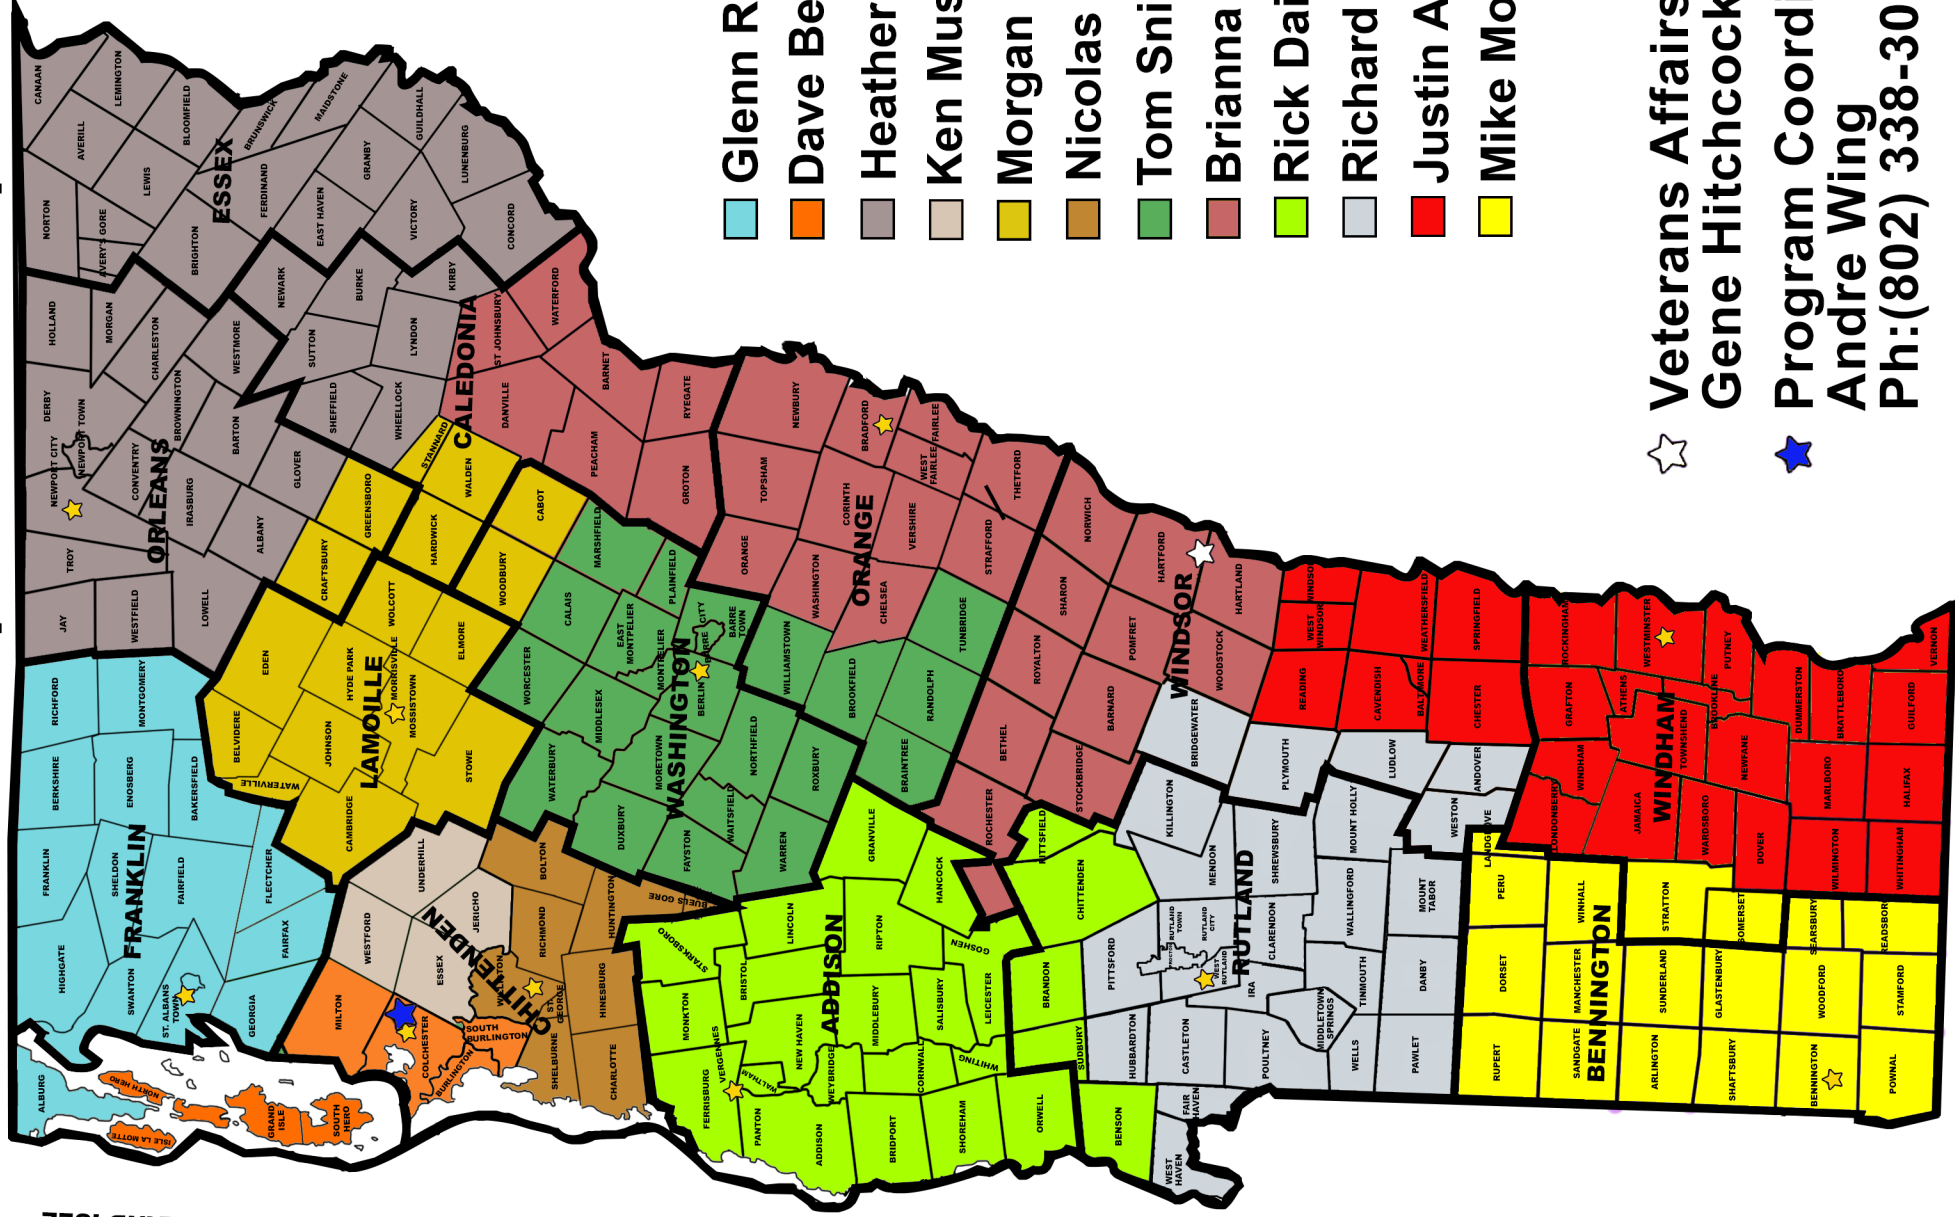 CANAAN
LEMINGTON
AVERILL
BLOOMFIELD
BRUNSWICK
MAIDSTONE
GUILDHALL
LUNENBURG
GRANBY
LEWIS
FERDINAND
ESSEX
NORTON
AVERY'S GORE
BRIGHTON
EAST HAVEN
VICTORY
CONCORD
HOLLAND
MORGAN
CHARLESTON
WESTMORE
NEWARK
BURKE
KIRBY
SUTTON
LYNDON
DERBY
NEWPORT TOWN
NEWPORT CITY
BROWNINGTON
BARTON
SHEFFIELD
WHEELOCK
COVENTRY
ORLEANS
IRASBURG
GLOVER
ALBANY
TROY
JAY
WESTFIELD
LOWELL
CRAFTSBURY
GREENSBORO
STANNARD
WALDEN
HARDWICK
CALEDONIA
ST JOHNSBURY
WATERFORD
DANVILLE
BARNET
PEACHAM
RYEGATE
GROTON
CABOT
WOODBURY
MARSHFIELD
PLAINFIELD
CALAIS
EAST
MONTPELIER
MONTPELIER
WORCESTER
MIDDLESEX
BERLIN
BARRE
CITY
BARRE
TOWN
WASHINGTON
WATERBURY
MORETOWN
NORTHFIELD
DUXBURY
WAITSFIELD
ROXBURY
FAYSTON
WARREN
EDEN
WOLCOTT
HYDE PARK
MORRISVILLE
ELMORE
MOSSISTOWN
LAMOILLE
BELVIDERE
JOHNSON
STOWE
WATERVILLE
CAMBRIDGE
RICHFORD
MONTGOMERY
BERKSHIRE
ENOSBERG
BAKERSFIELD
FRANKLIN
SHELDON
FAIRFIELD
FLECTCHER
FRANKLIN
HIGHGATE
SWANTON
ST. ALBANS
TOWN
FAIRFAX
GEORGIA
ALBURG
NORTH HERO
ISLE LA MOTTE
GRAND
ISLE
SOUTH
HERO
MILTON
COLCHESTER
BURLINGTON
SOUTH
BURLINGTON
WESTFORD
UNDERHILL
JERICHO
ESSEX
CHITTENDEN
BOLTON
RICHMOND
HUNTINGTON
BUELS GORE
ST.
GEORGE
HINESBURG
SHELBURNE
CHARLOTTE
NEWBURY
BRADFORD
FAIRLEE
WEST
FAIRLEE
TOPSHAM
CORINTH
ORANGE
VERSHIRE
THETFORD
STRAFFORD
ORANGE
WASHINGTON
CHELSEA
TUNBRIDGE
WILLIAMSTOWN
BROOKFIELD
RANDOLPH
BRAINTREE
NORWICH
HARTFORD
SHARON
HARTLAND
POMFRET
WINDSOR
ROYALTON
WOODSTOCK
BARNARD
BETHEL
STOCKBRIDGE
ROCHESTER
BRIDGEWATER
PLYMOUTH
LUDLOW
ANDOVER
WESTON
WEST
WINDSOR
READING
CAVENDISH
WEATHERSFIELD
BALTIMORE
SPRINGFIELD
CHESTER
STARKSBORO
LINCOLN
RIPTON
GRANVILLE
HANCOCK
GOSHEN
BRISTOL
MONKTON
ADDISON
NEW HAVEN
MIDDLEBURY
SALISBURY
LEICESTER
VERGENNES
WALTHAM
WEYBRIDGE
CORNWALL
WHITING
FERRISBURG
PANTON
ADDISON
BRIDPORT
SHOREHAM
ORWELL
PITTSFIELD
CHITTENDEN
BRANDON
SUDBURY
BENSON
KILLINGTON
MENDON
SHREWSBURY
MOUNT HOLLY
RUTLAND
RUTLAND
TOWN
RUTLAND
CITY
PITTSFORD
WEST
RUTLAND
CLARENDON
WALLINGFORD
MOUNT
TABOR
IRA
TINMOUTH
DANBY
HUBBARDTON
CASTLETON
POULTNEY
MIDDLETOWN
SPRINGS
WELLS
PAWLET
FAIR
HAVEN
WEST
HAVEN
ROCKINGHAM
WESTMINSTER
PUTNEY
GRAFTON
ATHENS
BROOKLINE
TOWNSHEND
WINDHAM
DUMMERSTON
BRATTLEBORO
VERNON
GUILFORD
WINDHAM
LONDONBERRY
JAMAICA
NEWFANE
WARDSBORO
DOVER
MARLBORO
HALIFAX
WILMINGTON
WHITINGHAM
LANDGROVE
PERU
WINHALL
STRATTON
SOMERSET
DORSET
MANCHESTER
SUNDERLAND
GLASTENBURY
WOODFORD
STAMFORD
BENNINGTON
RUPERT
SANDGATE
ARLINGTON
SHAFTSBURY
BENNINGTON
POWNAL
Glenn R
Dave Be
Heather
Ken Mus
Morgan
Nicolas
Tom Sni
Brianna
Rick Dai
Richard
Justin A
Mike Mo
Veterans Affairs
Gene Hitchcock
Program Coordi
Andre Wing
Ph:(802) 338-30